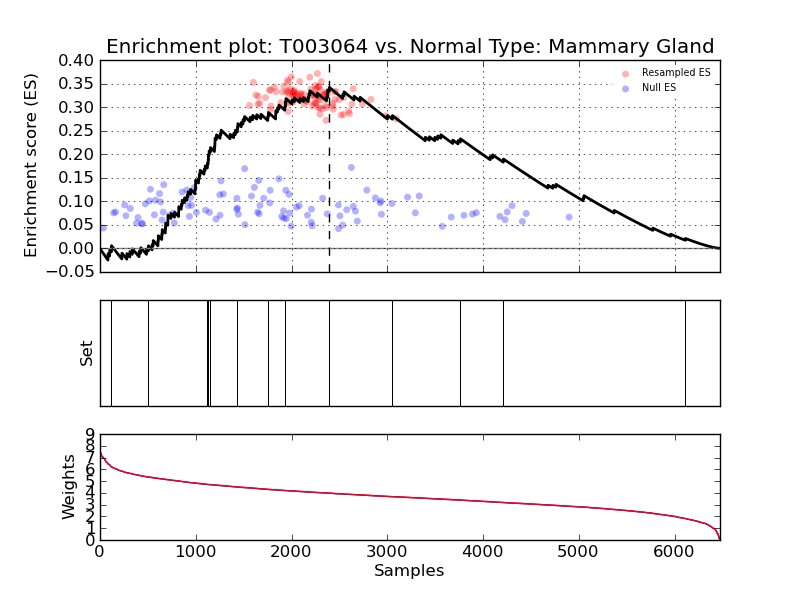 Enrichment plot: T003064 vs. Normal Type: Mammary Gland
Enrichment score (ES)
0.40
0.35
0.30
0.25
0.20
0.15
0.10
0.05
0.00
−0.05
Resampled ES
Null ES
Set
Weights
9
8
7
6
5
4
3
2
1
0
0 1000 2000 3000 4000 5000 6000
Samples